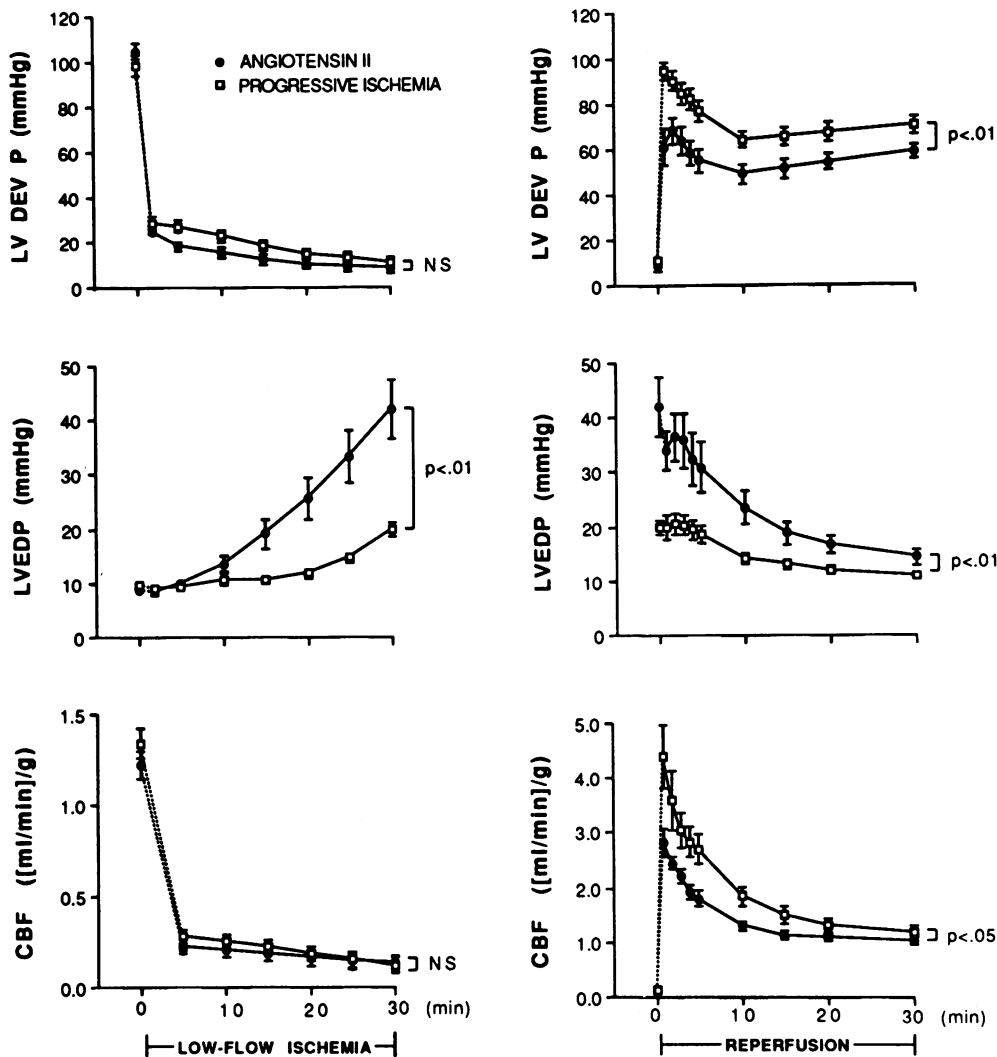 LV DEV P (mmHg)
120
100
80
60
40
20
0
ANGIOTENSIN II
PROGRESSIVE ISCHEMIA
NS
LV DEV P (mmHg)
120
100
80
60
40
20
0
p<.01
LVEDP (mmHg)
50
40
30
20
10
0
p<.01
LVEDP (mmHg)
50
40
30
20
10
0
p<.01
CBF ([ml/min]/g)
1.5
1.0
0.5
0.0
NS
0 10 20 30 (min)
LOW-FLOW ISCHEMIA
CBF ([ml/min]/g)
5.0
4.0
3.0
2.0
1.0
0.0
p<.05
0 10 20 30 (min)
REPERFUSION